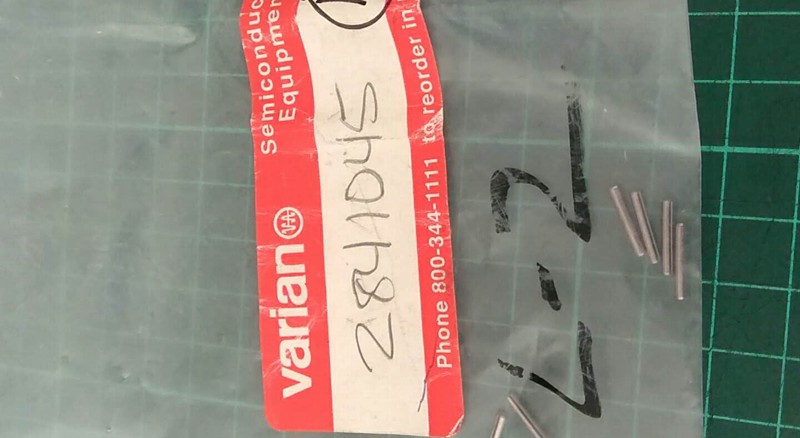 Semiconduc
Equipmen
varian
2841045
Phone 800-344-1111 to reorder in
L-2